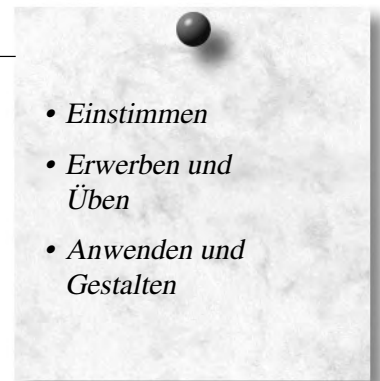 • Einstimmen
• Erwerben und
Üben
• Anwenden und
Gestalten